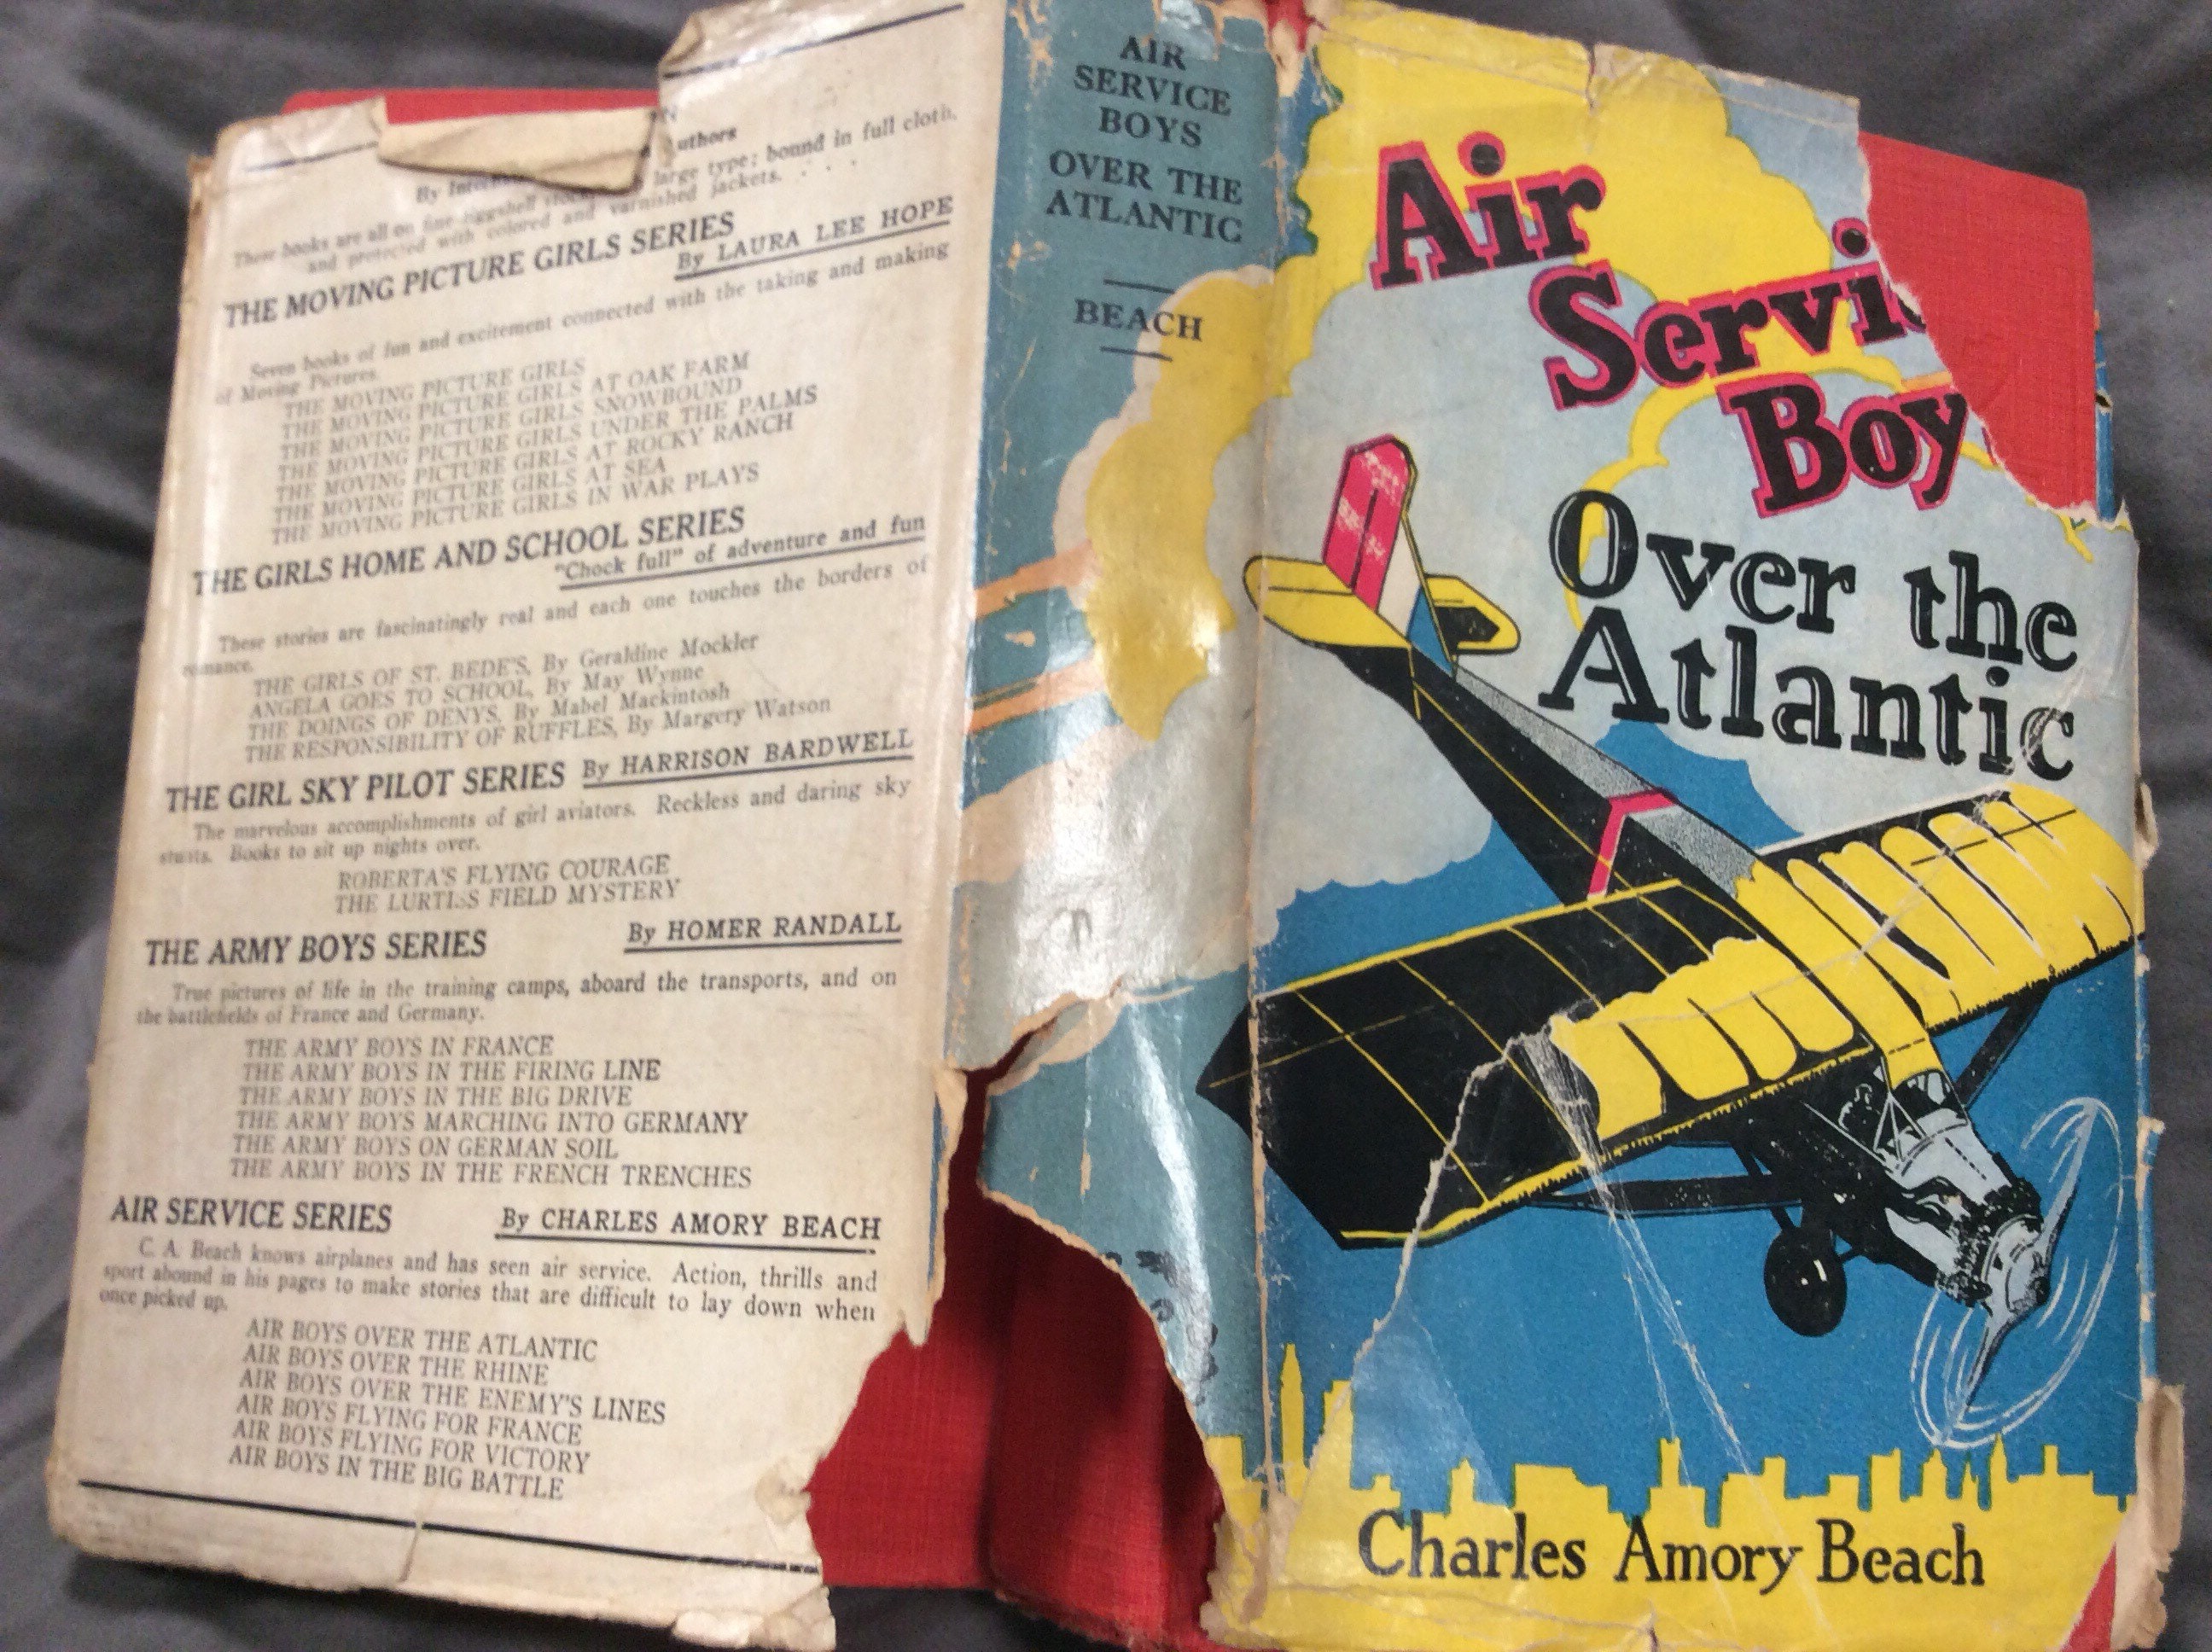 N
uthors
By
large type; bound in full cloth,
These books are all on fine eggshell
and protected with colored and varnished jackets. . . .
THE MOVING PICTURE GIRLS SERIES
By LAURA LEE HOPE
Seven books of fun and excitement connected with the taking and making
of Moving Pictures.
THE MOVING PICTURE GIRLS
THE MOVING PICTURE GIRLS AT OAK FARM
THE MOVING PICTURE GIRLS SNOWBOUND
THE MOVING PICTURE GIRLS UNDER THE PALMS
THE MOVING PICTURE GIRLS AT ROCKY RANCH
THE MOVING PICTURE GIRLS AT SEA
THE MOVING PICTURE GIRLS IN WAR PLAYS
THE GIRLS HOME AND SCHOOL SERIES
"Chock full" of adventure and fun
These stories are fascinatingly real and each one touches the borders of
romance.
THE GIRLS OF ST. BEDE'S, By Geraldine Mockler
ANGELA GOES TO SCHOOL, By May Wynne
THE DOINGS OF DENYS, By Mabel Mackintosh
THE RESPONSIBILITY OF RUFFLES, By Margery Watson
THE GIRL SKY PILOT SERIES By HARRISON BARDWELL
The marvelous accomplishments of girl aviators. Reckless and daring sky
stunts. Books to sit up nights over.
ROBERTA'S FLYING COURAGE
THE LURTISS FIELD MYSTERY
THE ARMY BOYS SERIES By HOMER RANDALL
True pictures of life in the training camps, aboard the transports, and on
the battlefields of France and Germany.
THE ARMY BOYS IN FRANCE
THE ARMY BOYS IN THE FIRING LINE
THE ARMY BOYS IN THE BIG DRIVE
THE ARMY BOYS MARCHING INTO GERMANY
THE ARMY BOYS ON GERMAN SOIL
THE ARMY BOYS IN THE FRENCH TRENCHES
AIR SERVICE SERIES By CHARLES AMORY BEACH
C. A. Beach knows airplanes and has seen air service. Action, thrills and
sport abound in his pages to make stories that are difficult to lay down when
once picked up.
AIR BOYS OVER THE ATLANTIC
AIR BOYS OVER THE RHINE
AIR BOYS OVER THE ENEMY'S LINES
AIR BOYS FLYING FOR FRANCE
AIR BOYS FLYING FOR VICTORY
AIR BOYS IN THE BIG BATTLE
AIR
SERVICE
BOYS
OVER THE
ATLANTIC
BEACH
Air
Servic
Boy
Over the
Atlantic
Charles Amory Beach